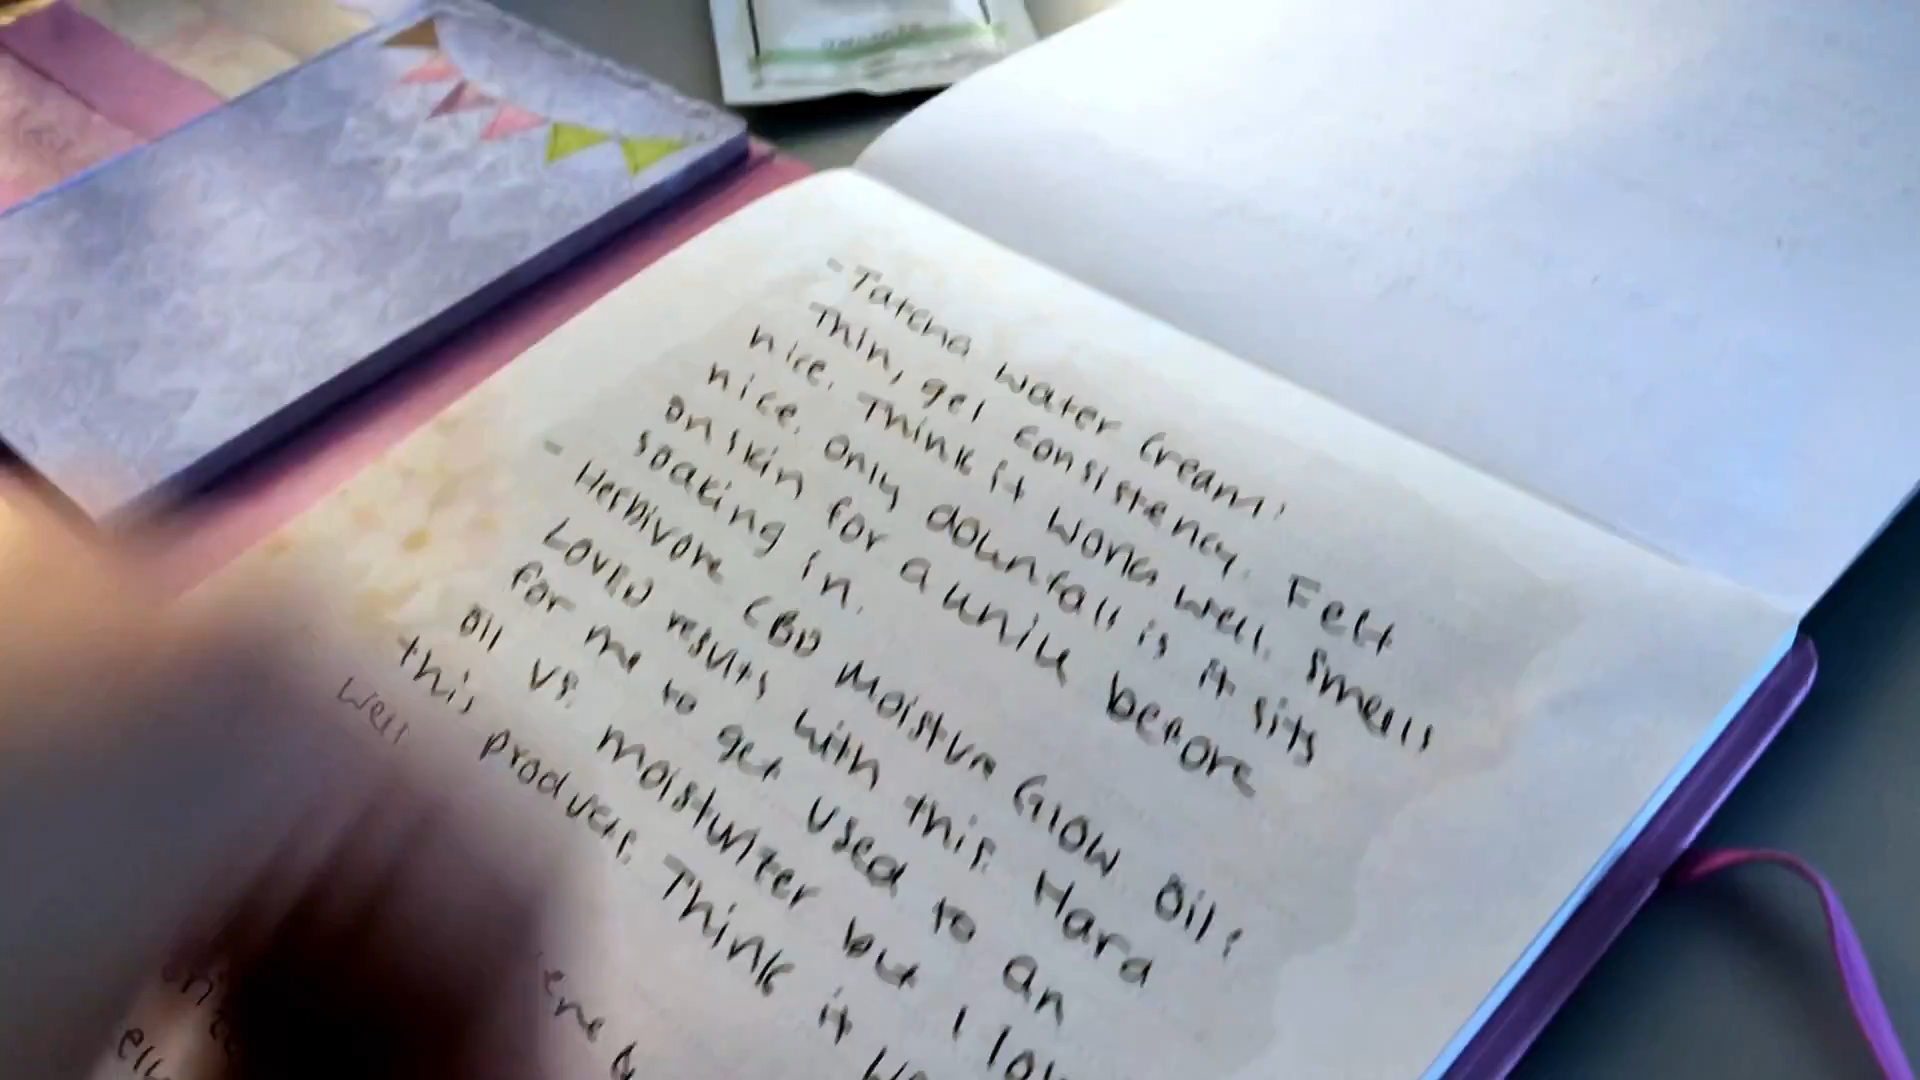 - Tatcha Water Cream:
Thin, gel consistency. Felt
nice. Think it works well. Smells
nice. Only downfall is it sits
on skin for a while before
soaking in.
- Herbivore CBD Moisture Glow Oil:
LOVED results with this. Hard
for me to get used to an
oil vs. moisturizer but I
this product. Think it
well